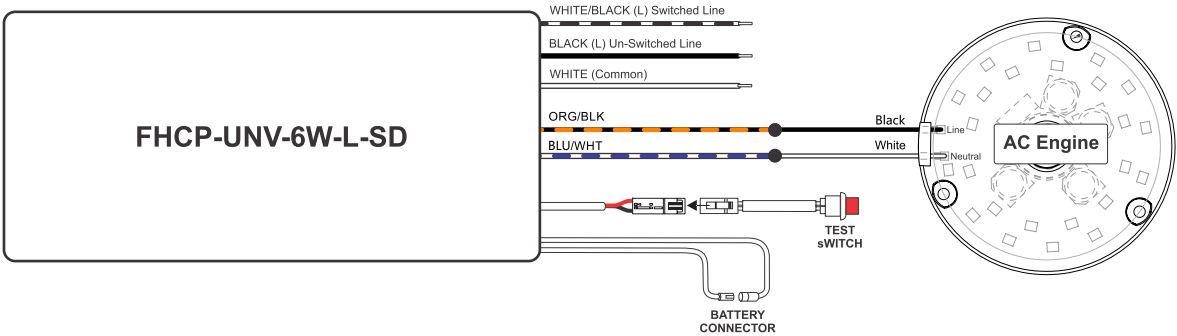 WHITE/BLACK (L) Switched Line
BLACK (L) Un-Switched Line
WHITE (Common)
FHCP-UNV-6W-L-SD
ORG/BLK
Black
Line
BLU/WHT
White
Neutral
AC Engine
TEST
sWITCH
BATTERY
CONNECTOR